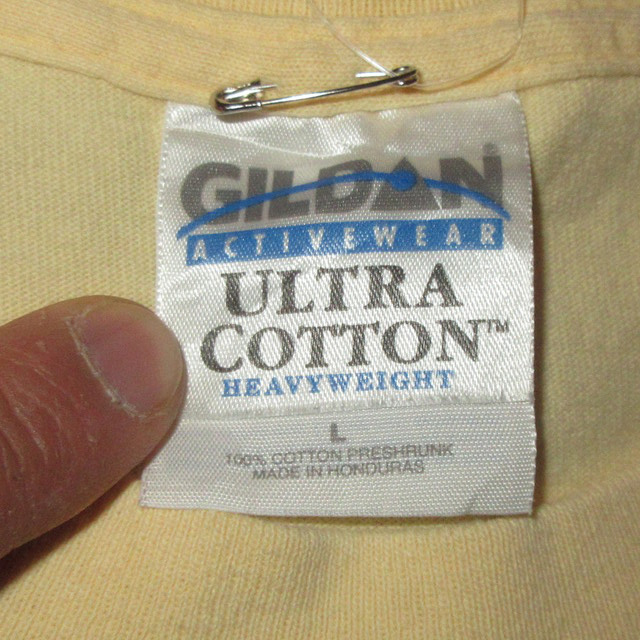 GILDAN
ACTIVEWEAR
ULTRA
COTTON™
HEAVYWEIGHT
L
100% COTTON PRESHRUNK
MADE IN HONDURAS